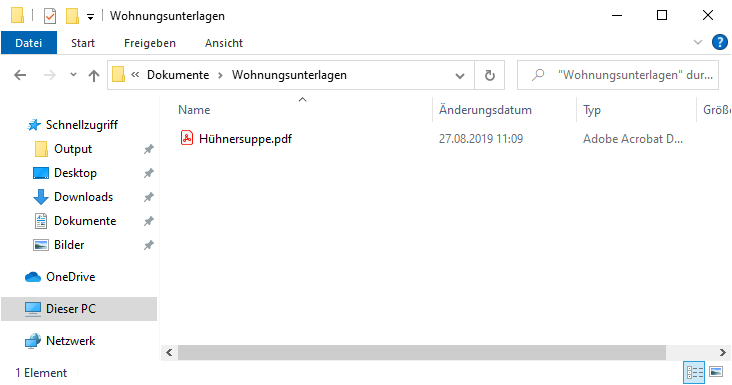 Wohnungsunterlagen
Datei Start Freigeben Ansicht
« Dokumente Wohnungsunterlagen "Wohnungsunterlagen" dur...
Name Änderungsdatum Typ Größe
Schnellzugriff
Hühnersuppe.pdf 27.08.2019 11:09 Adobe Acrobat D...
Output
Desktop
Downloads
Dokumente
Bilder
OneDrive
Dieser PC
Netzwerk
1 Element